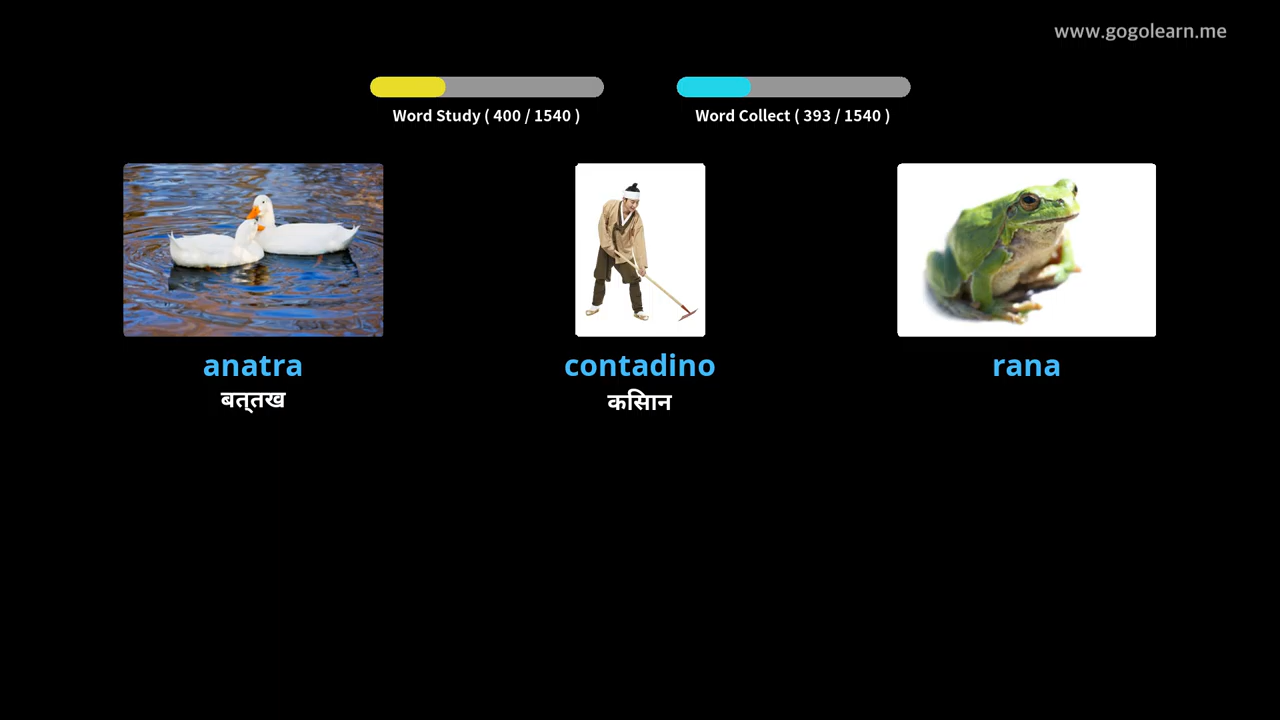 www.gogolearn.me
Word Study ( 400 / 1540 )
Word Collect ( 393 / 1540 )
anatra
contadino
rana
बत्तख
किसान